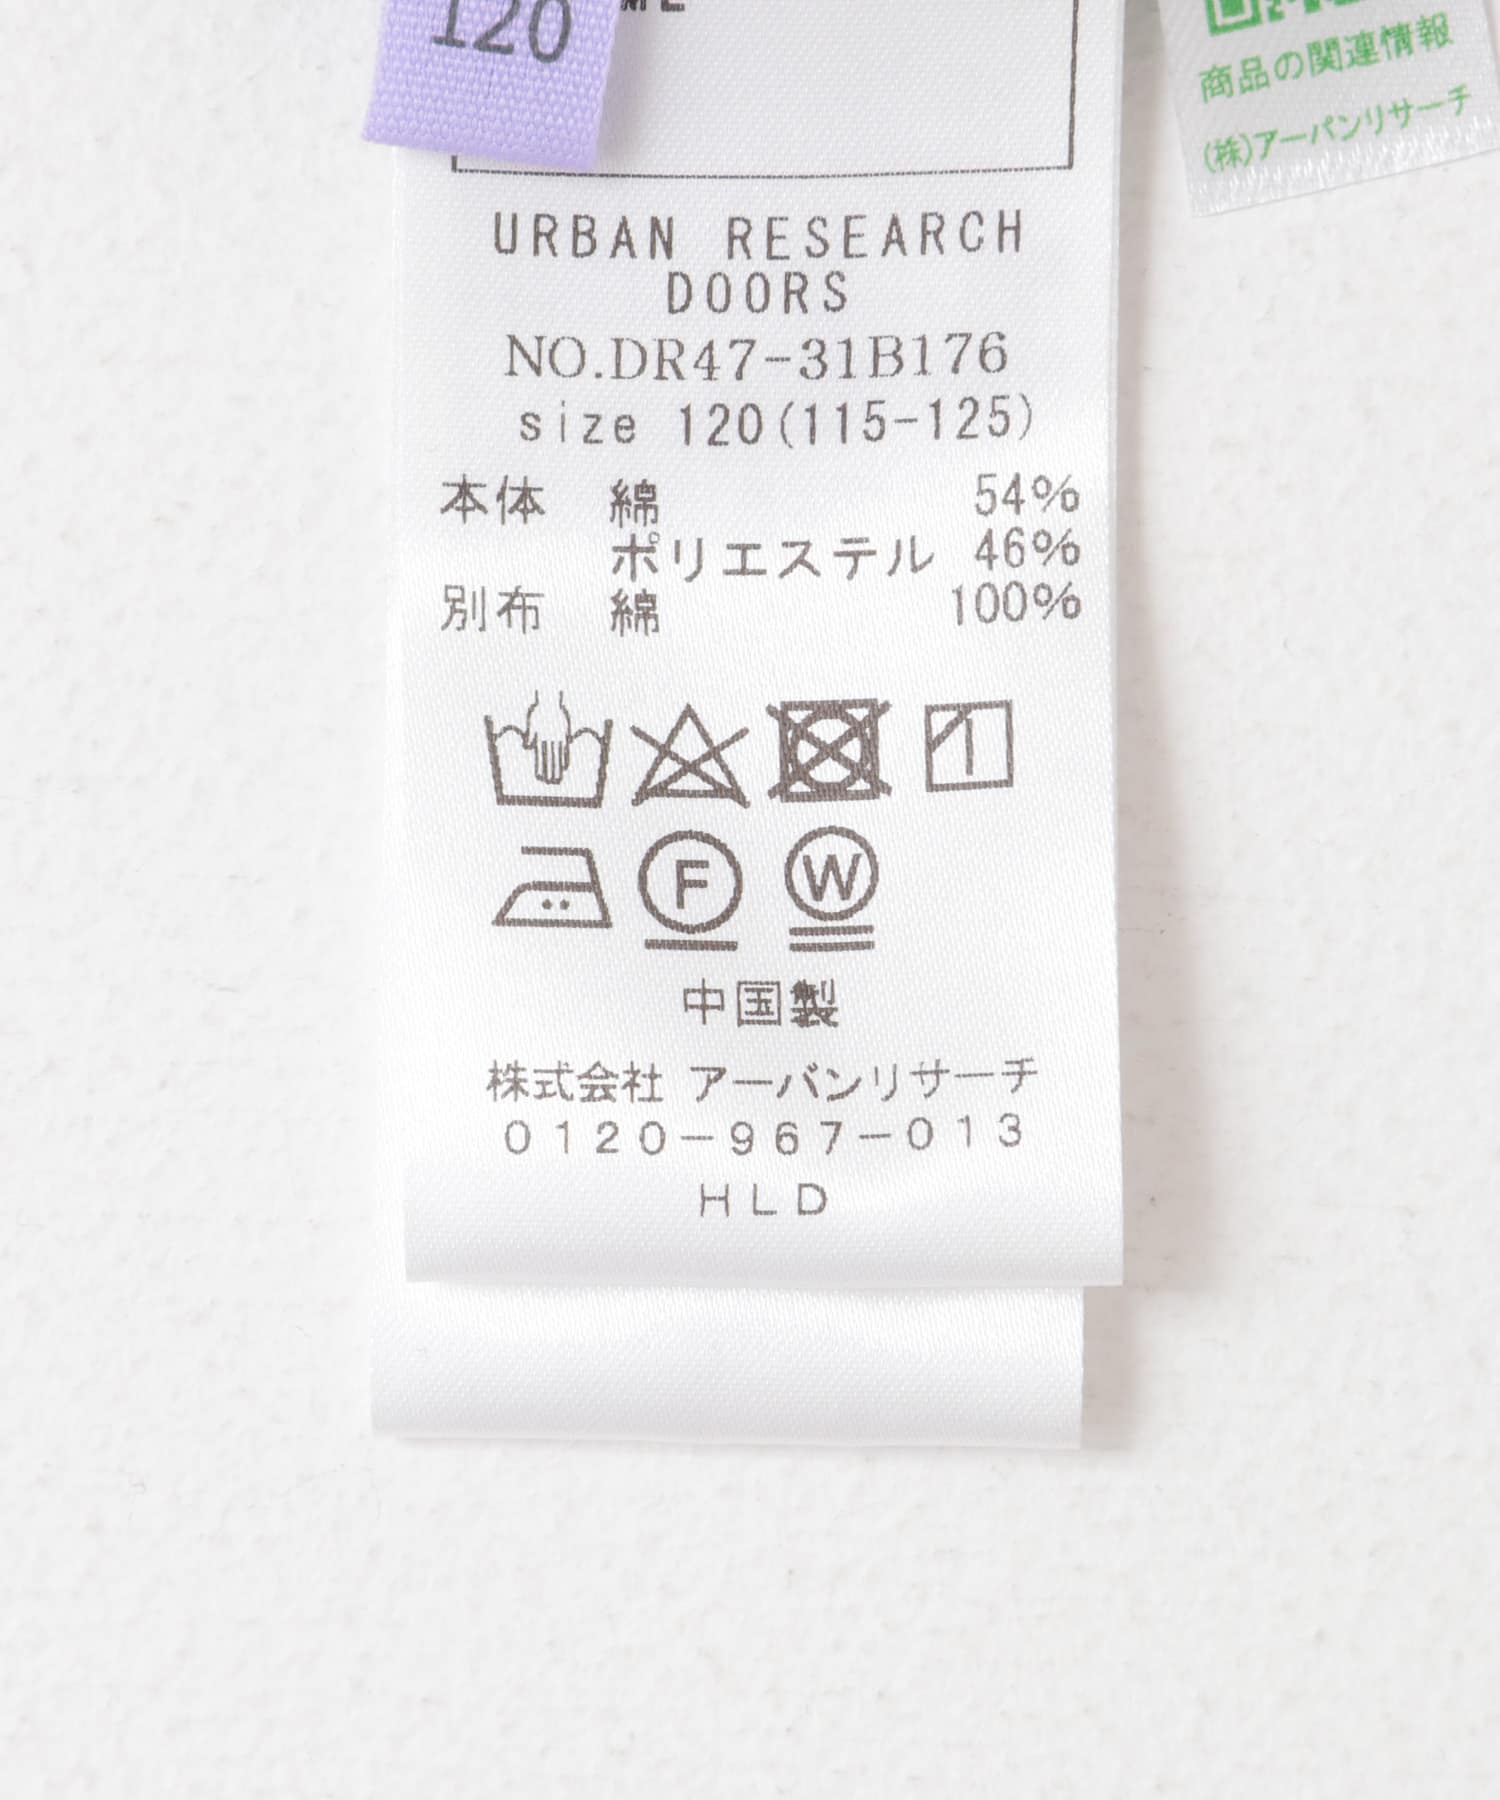 120
商品の関連情報
(株)アーバンリサーチ
URBAN RESEARCH
DOORS
NO.DR47-31B176
size 120(115-125)
本体 綿 54%
ポリエステル 46%
別布 綿 100%
1
F
W
中国製
株式会社 アーバンリサーチ
0120-967-013
HLD